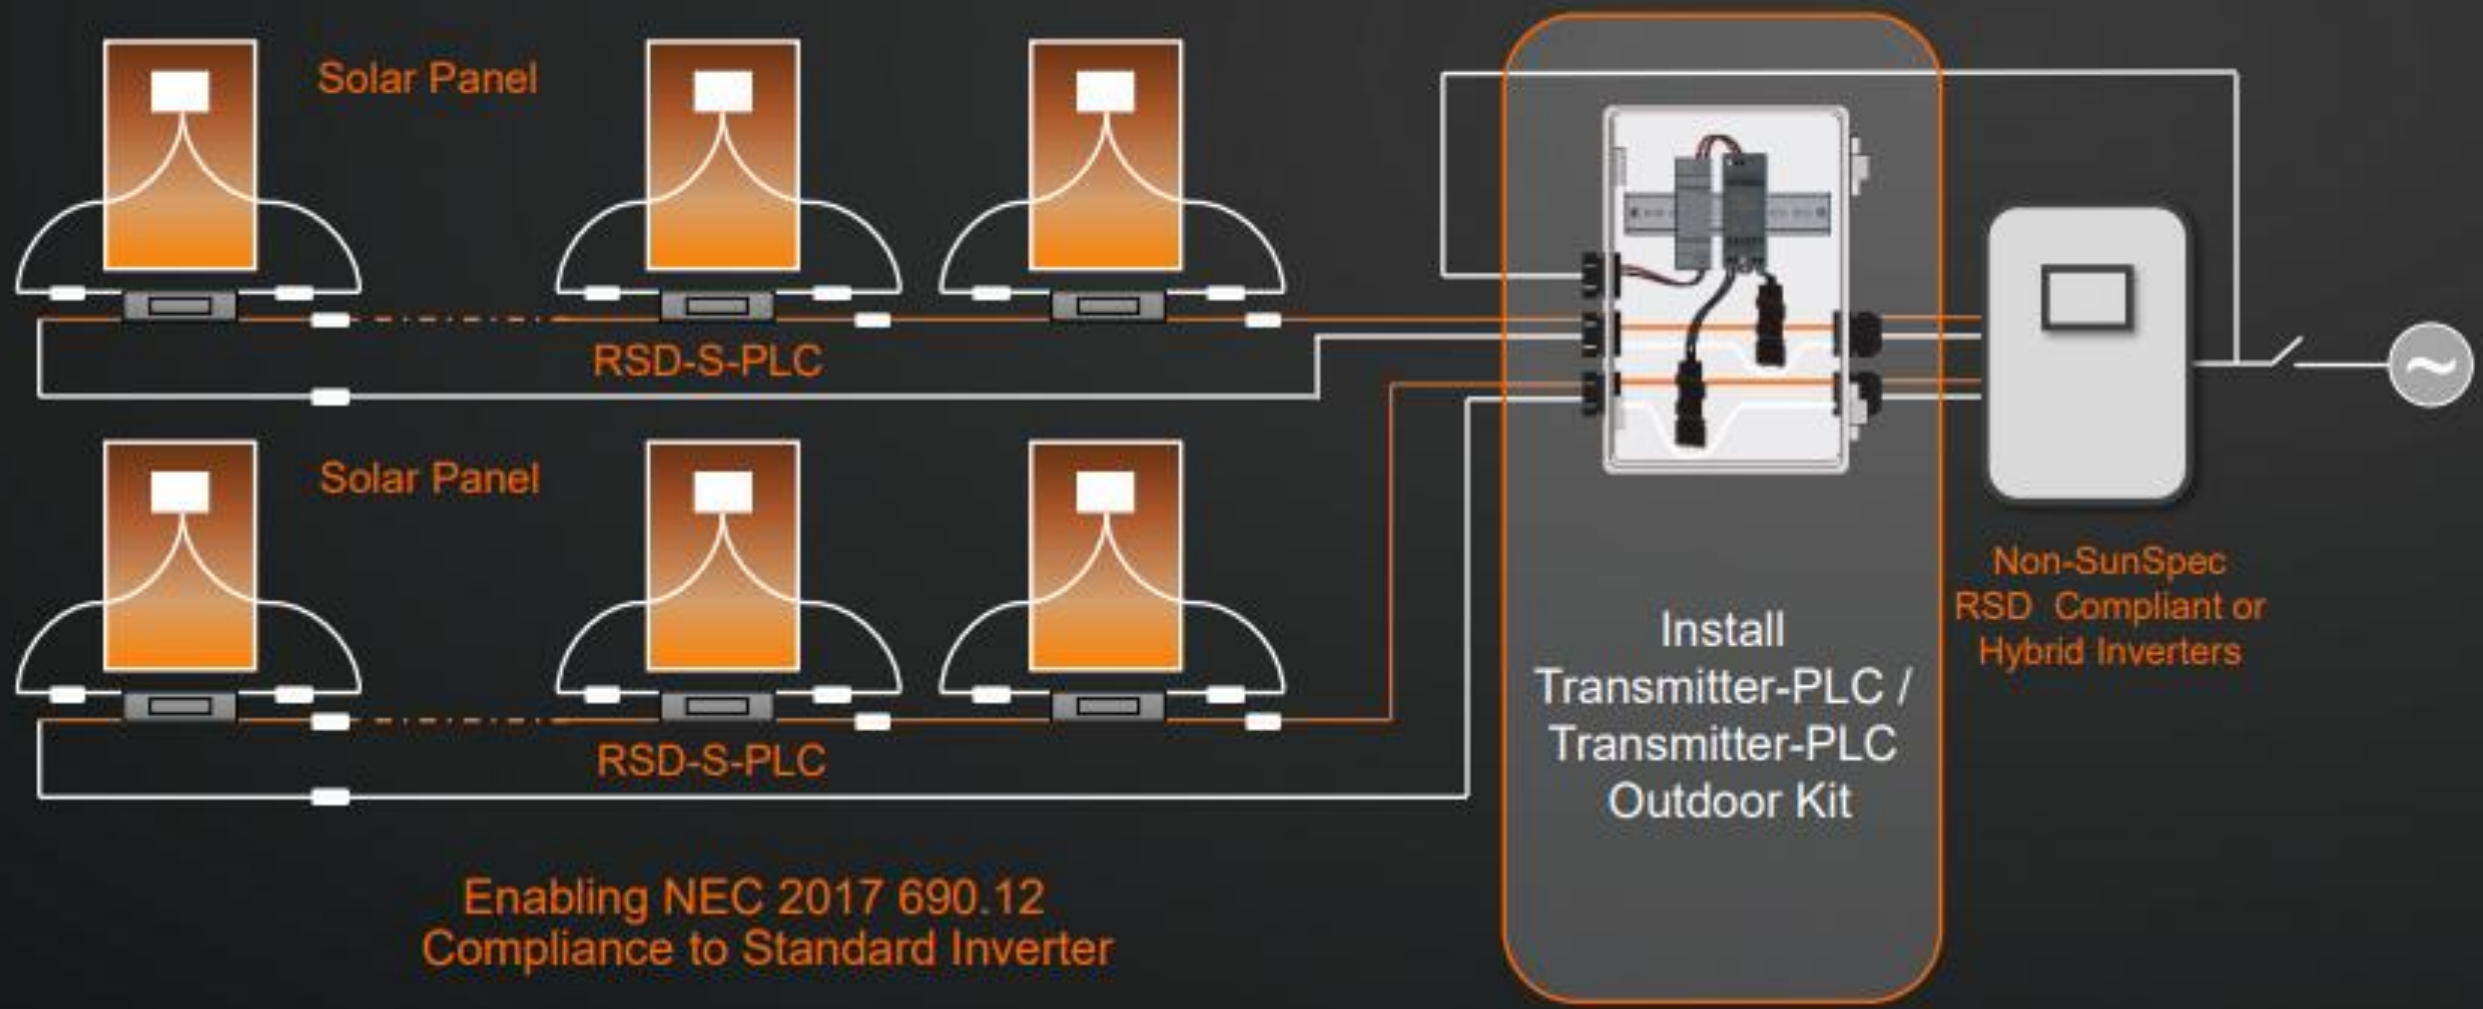 Solar Panel
RSD-S-PLC
Solar Panel
RSD-S-PLC
Enabling NEC 2017 690.12
Compliance to Standard Inverter
Install
Transmitter-PLC /
Transmitter-PLC
Outdoor Kit
Non-SunSpec
RSD Compliant or
Hybrid Inverters